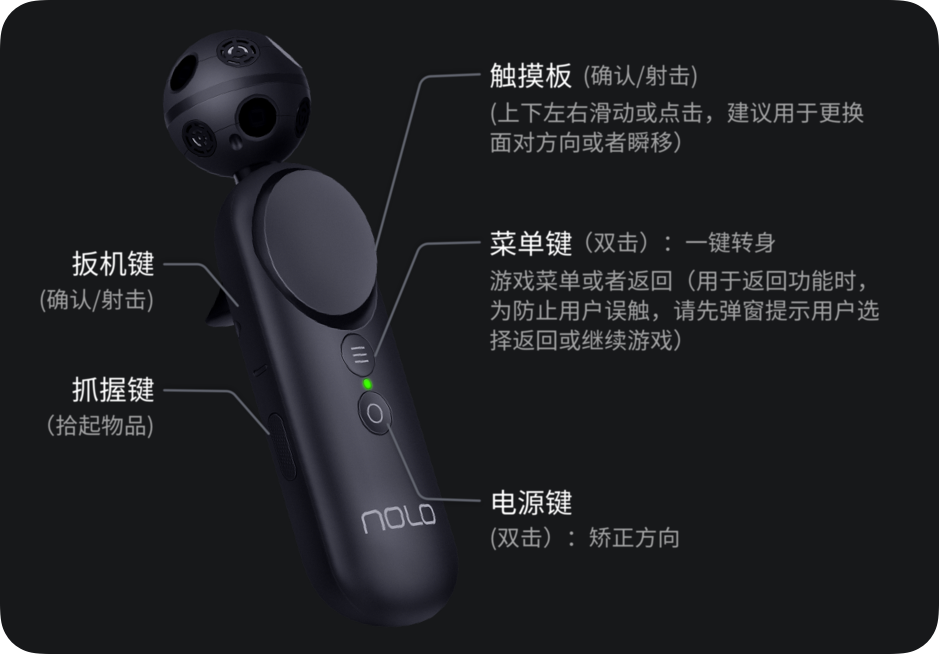 触摸板 (确认/射击)
(上下左右滑动或点击，建议用于更换
面对方向或者瞬移）
菜单键（双击）：一键转身
游戏菜单或者返回（用于返回功能时，
为防止用户误触，请先弹窗提示用户选
择返回或继续游戏）
扳机键
(确认/射击)
抓握键
（拾起物品)
电源键
(双击）：矫正方向
NOLO